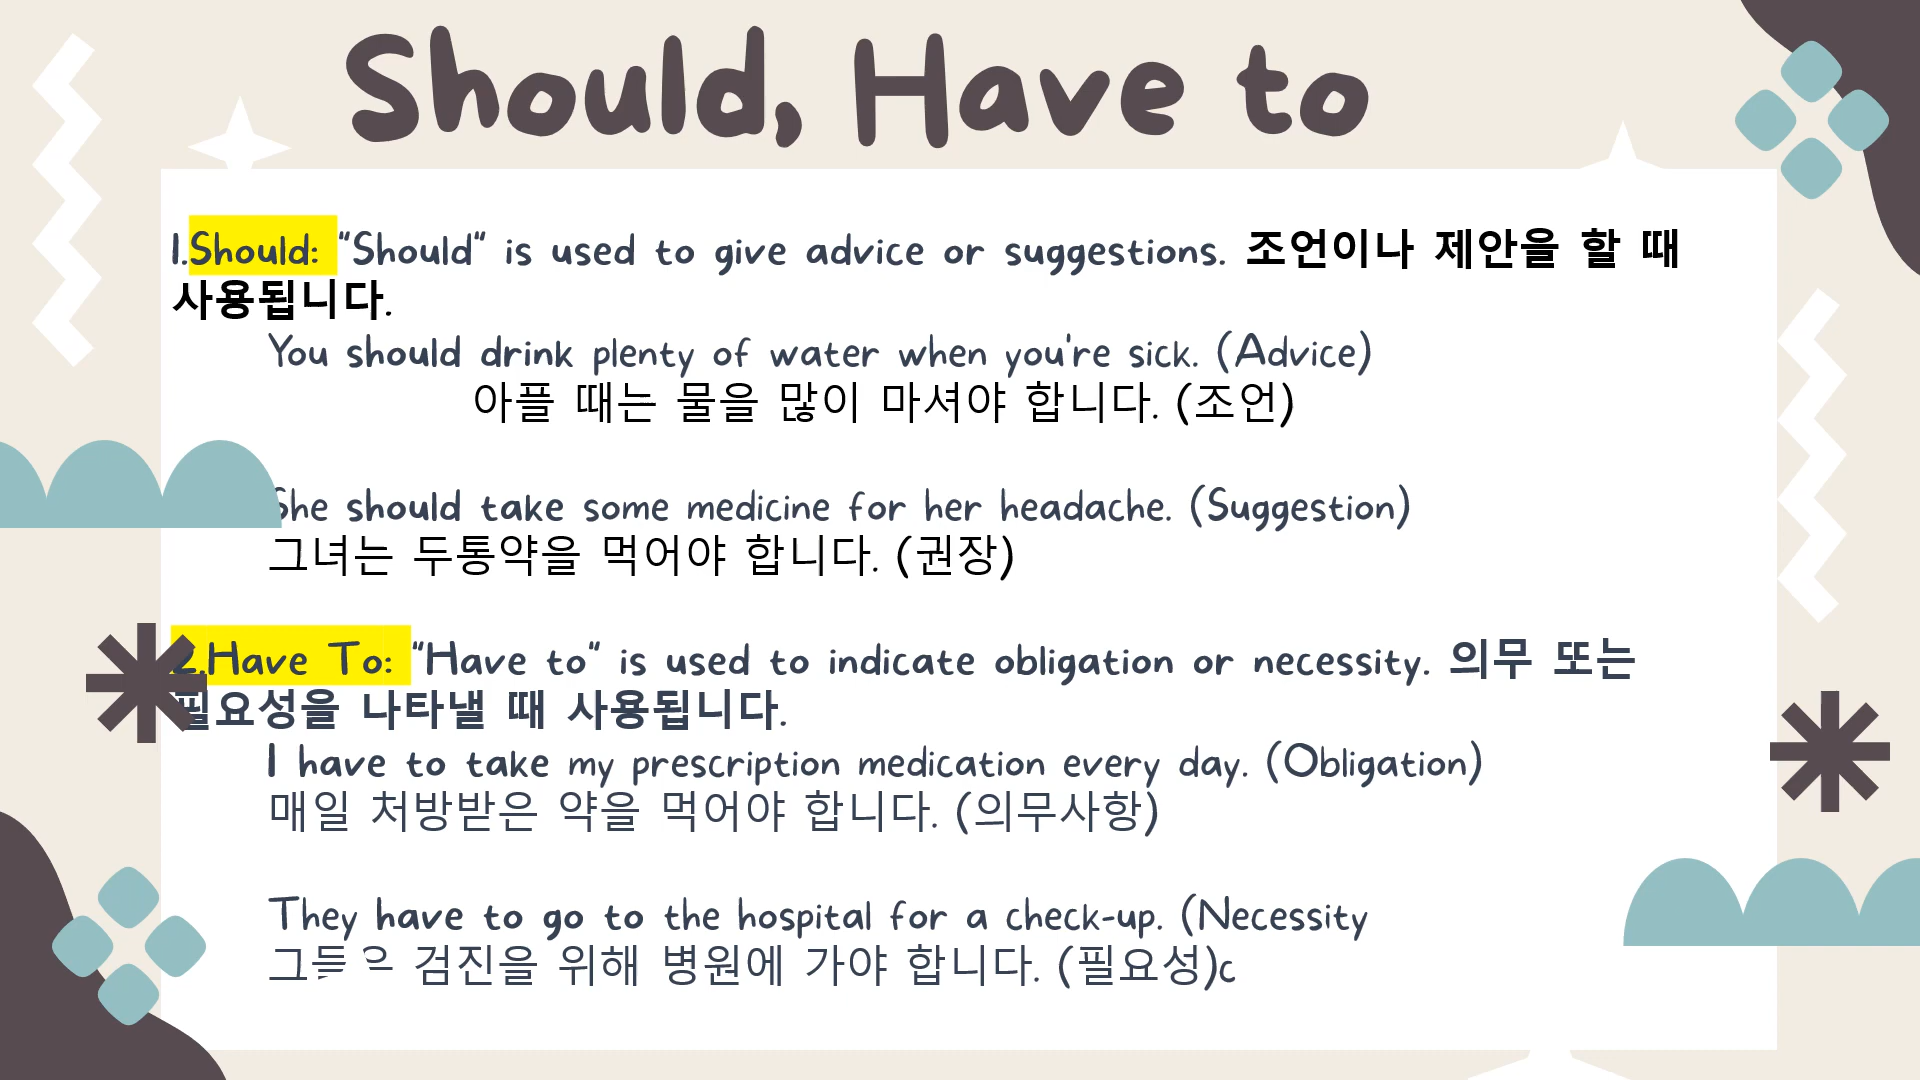 Should, Have to
1.Should: "Should" is used to give advice or suggestions. 조언이나 제안을 할 때
사용됩니다.
You should drink plenty of water when you're sick. (Advice)
아플 때는 물을 많이 마셔야 합니다. (조언)
She should take some medicine for her headache. (Suggestion)
그녀는 두통약을 먹어야 합니다. (권장)
2.Have To: "Have to" is used to indicate obligation or necessity. 의무 또는
필요성을 나타낼 때 사용됩니다.
I have to take my prescription medication every day. (Obligation)
매일 처방받은 약을 먹어야 합니다. (의무사항)
They have to go to the hospital for a check-up. (Necessity
검진을 위해 병원에 가야 합니다. (필요성)c